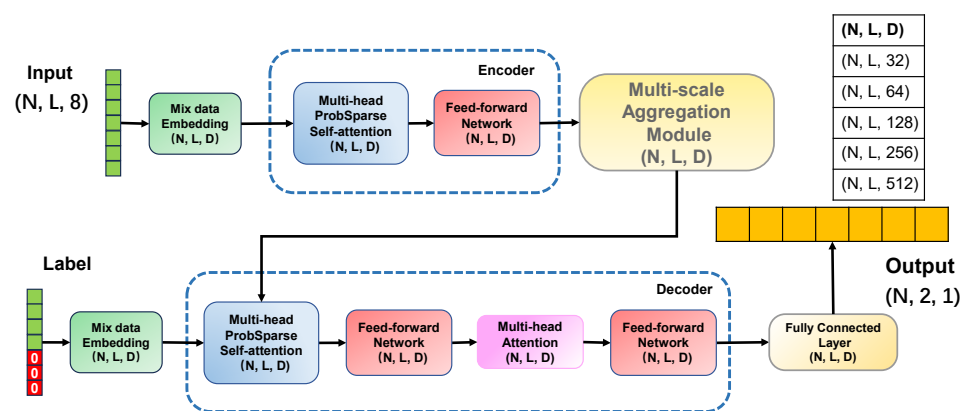 Input
(N, L, 8)
Mix data
Embedding
(N, L, D)
Encoder
Multi-head
ProbSparse
Self-attention
(N, L, D)
Feed-forward
Network
(N, L, D)
Multi-scale
Aggregation
Module
(N, L, D)
(N, L, D)
(N, L, 32)
(N, L, 64)
(N, L, 128)
(N, L, 256)
(N, L, 512)
Label
0
0
0
Mix data
Embedding
(N, L, D)
Decoder
Multi-head
ProbSparse
Self-attention
(N, L, D)
Feed-forward
Network
(N, L, D)
Multi-head
Attention
(N, L, D)
Feed-forward
Network
(N, L, D)
Fully Connected
Layer
(N, L, D)
Output
(N, 2, 1)